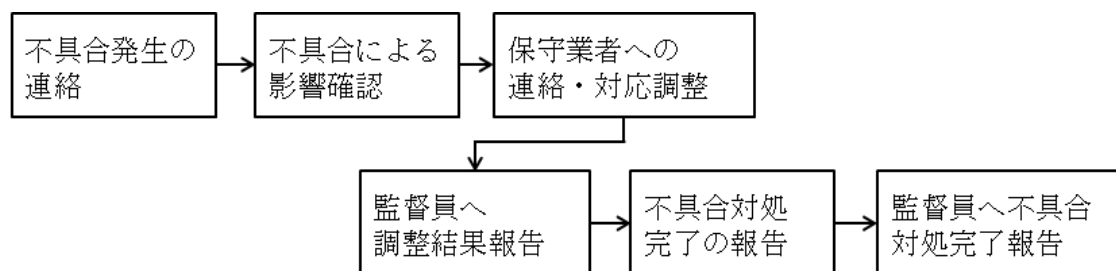 不具合発生の
連絡
不具合による
影響確認
保守業者への
連絡・対応調整
監督員へ
調整結果報告
不具合対処
完了の報告
監督員へ不具合
対処完了報告